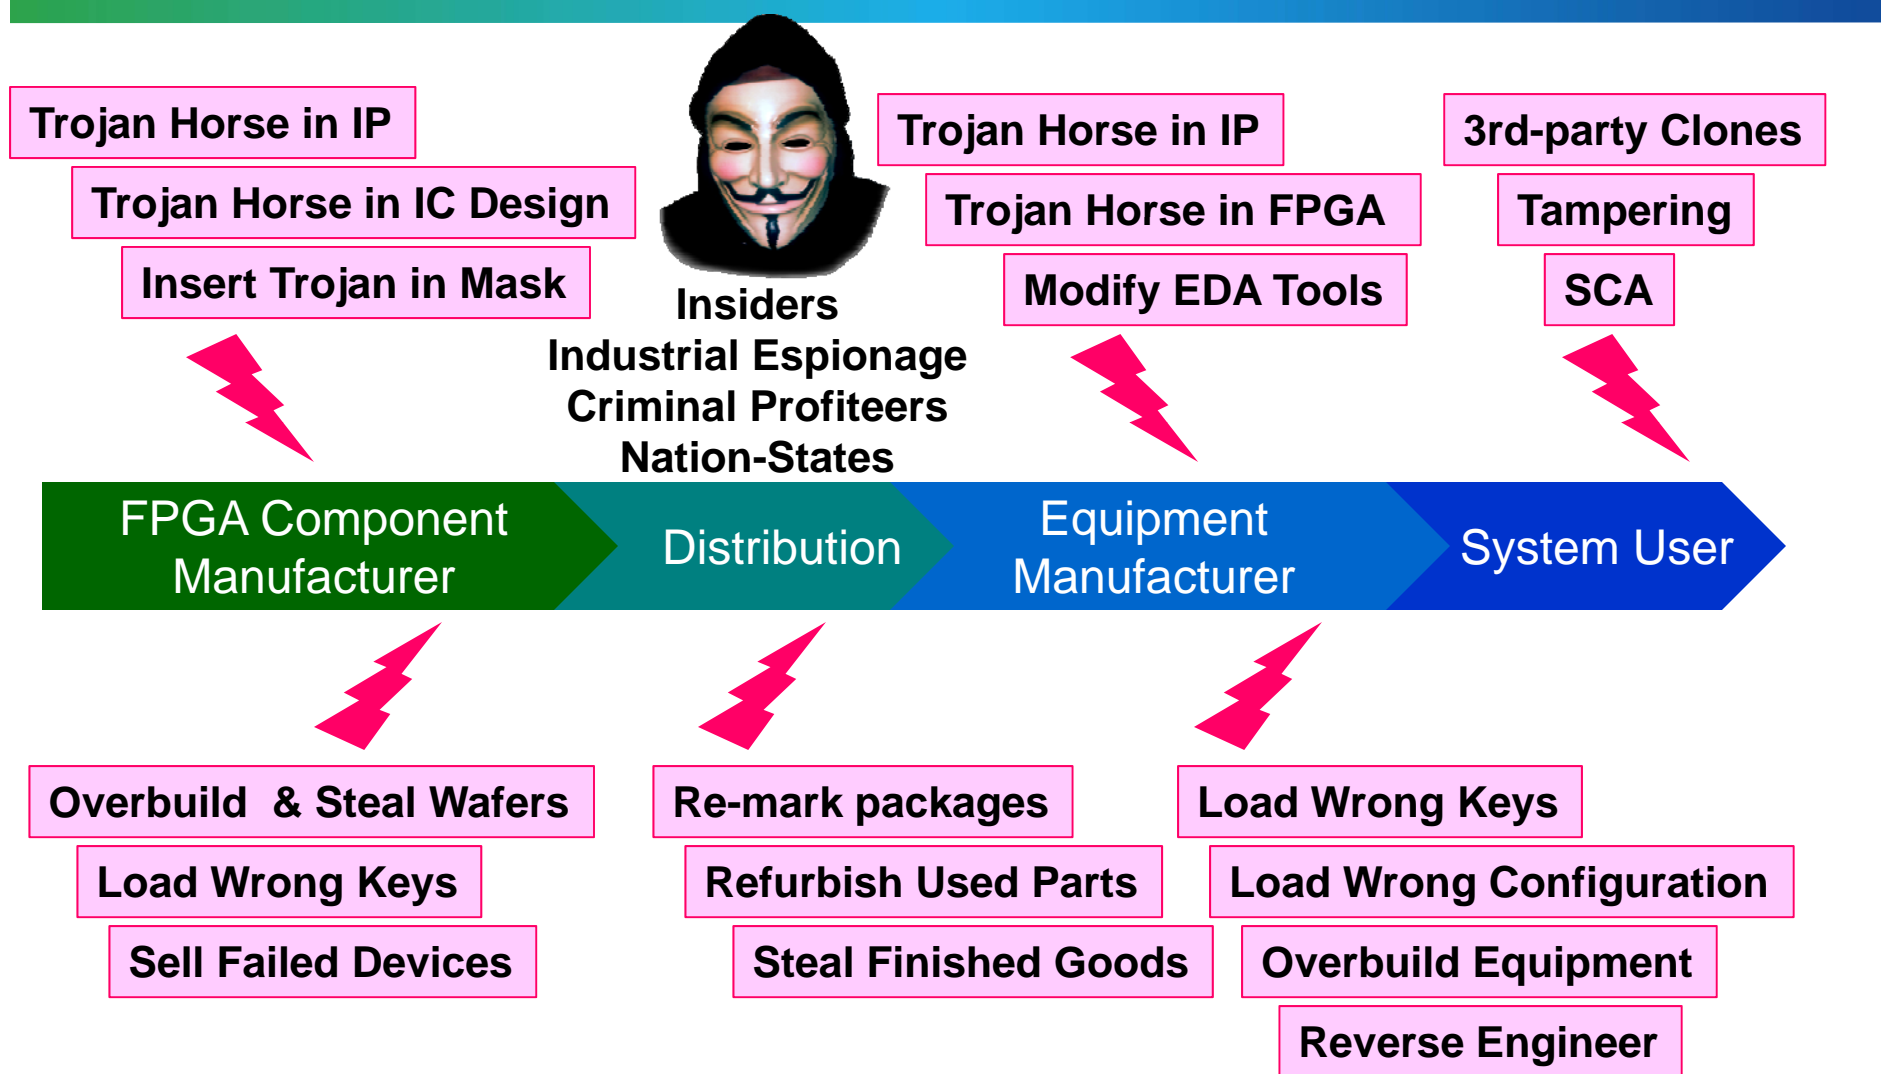 Trojan Horse in IP
Trojan Horse in IC Design
Insert Trojan in Mask
Insiders
Industrial Espionage
Criminal Profiteers
Nation-States
Trojan Horse in IP
Trojan Horse in FPGA
Modify EDA Tools
3rd-party Clones
Tampering
SCA
FPGA Component
Manufacturer
Distribution
Equipment
Manufacturer
System User
Overbuild & Steal Wafers
Load Wrong Keys
Sell Failed Devices
Re-mark packages
Refurbish Used Parts
Steal Finished Goods
Load Wrong Keys
Load Wrong Configuration
Overbuild Equipment
Reverse Engineer